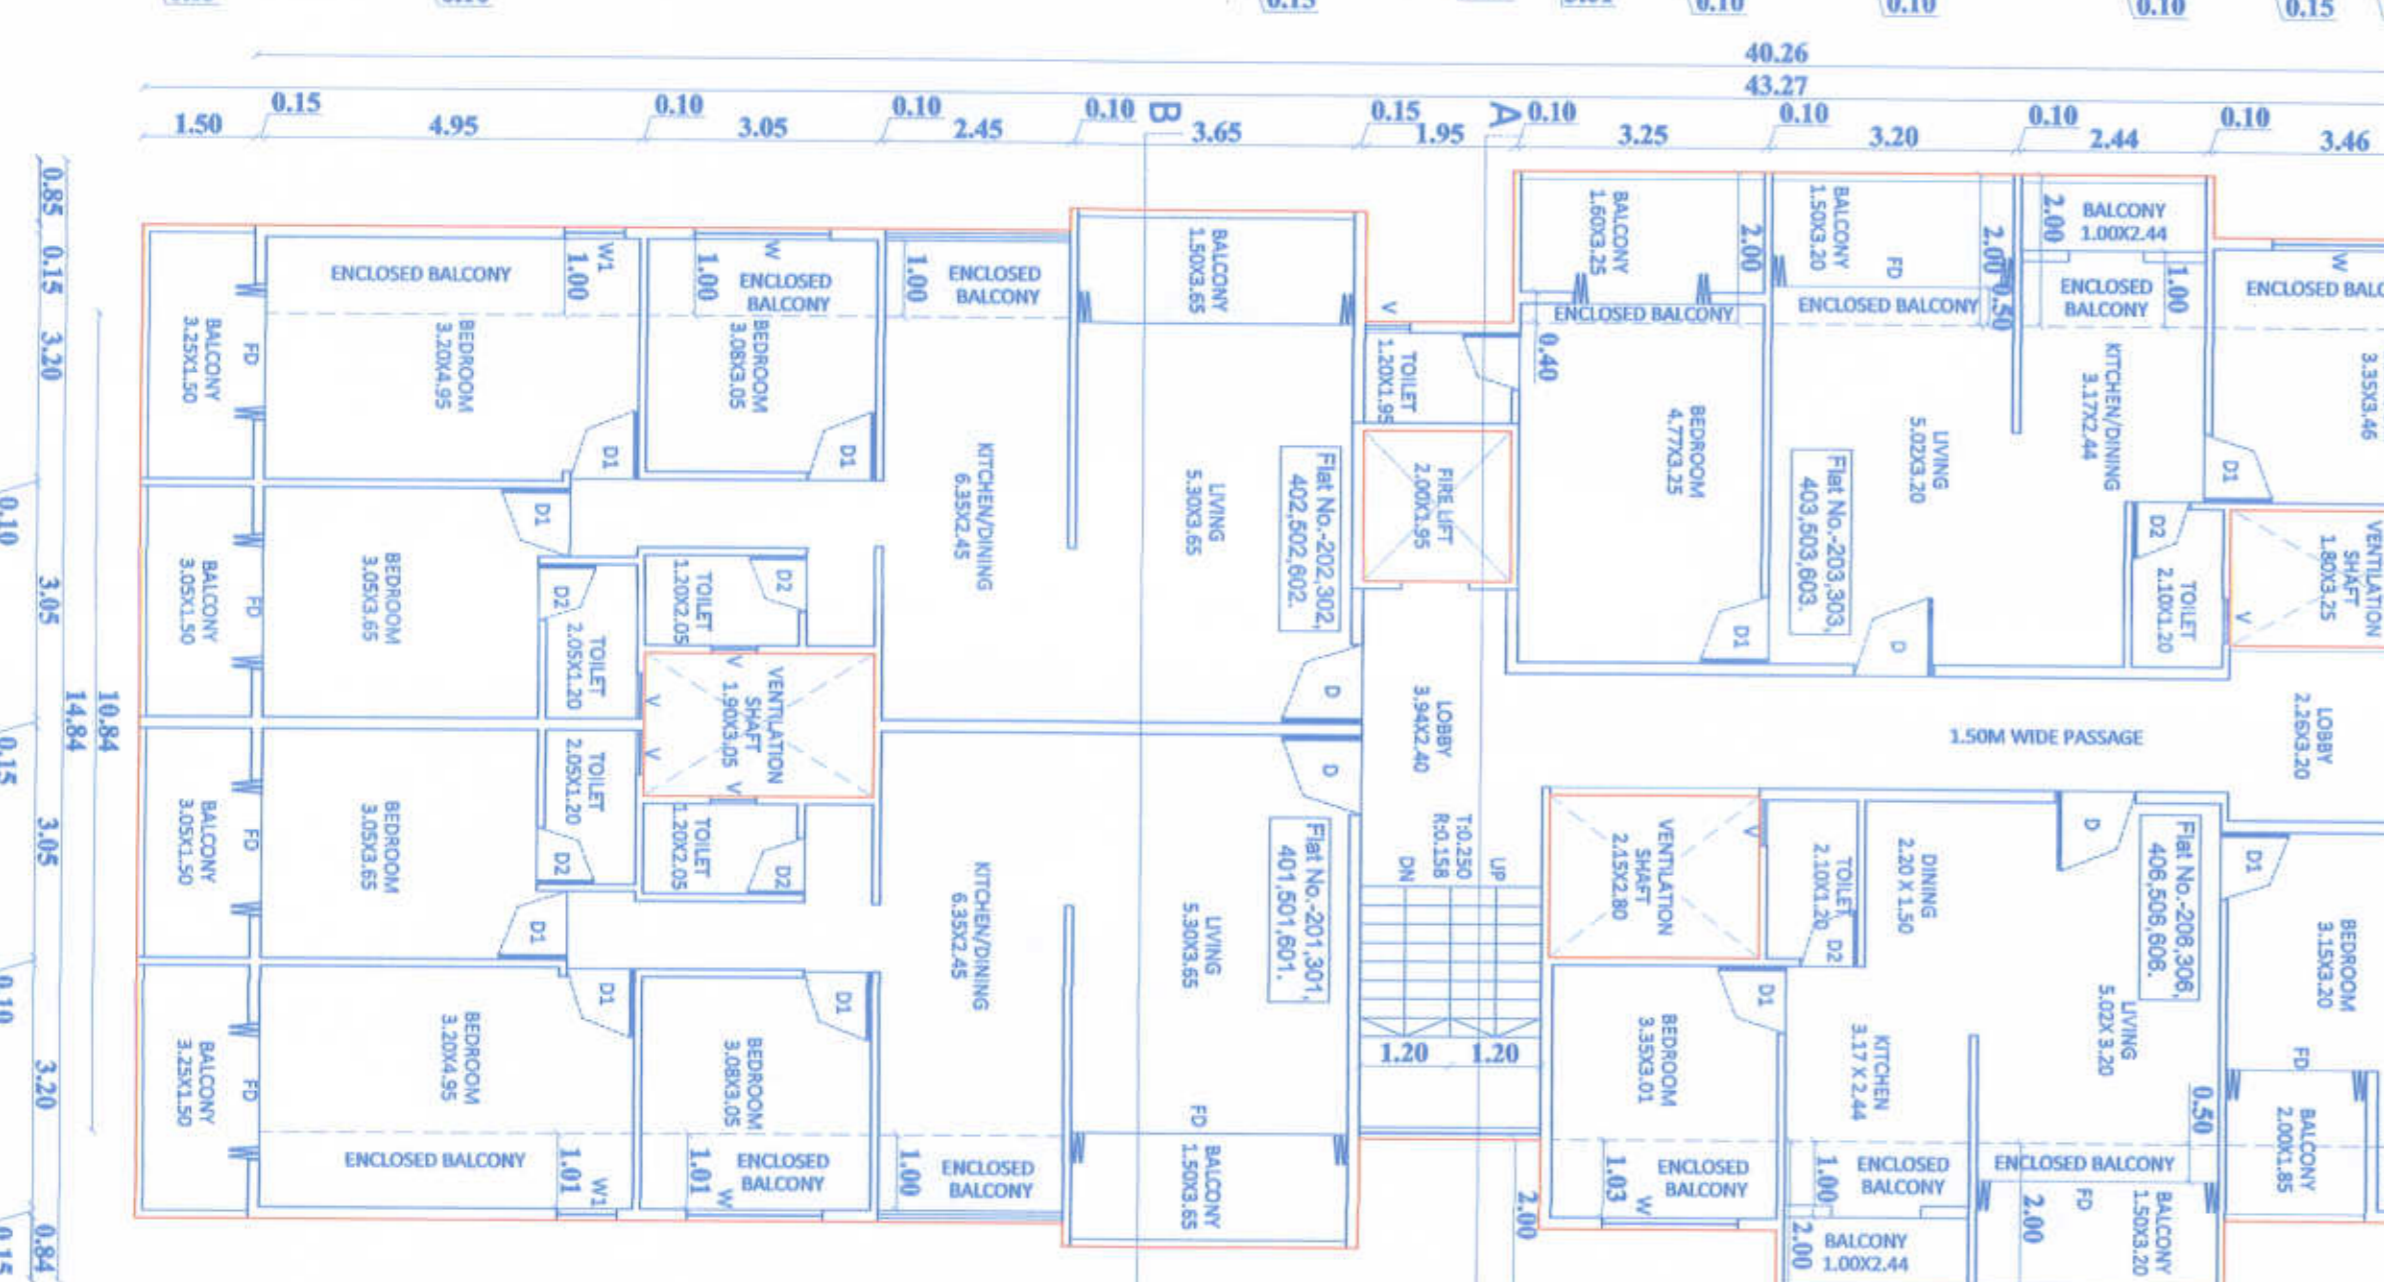 40.26
43.27
0.15
0.10
0.10
0.10
B
0.15
A
0.10
0.10
0.10
0.10
1.50
4.95
3.05
2.45
3.65
1.95
3.25
3.20
2.44
3.46
0.85
0.15
3.20
0.10
3.05
10.84
14.84
0.15
3.05
0.10
3.20
0.84
0.15
BALCONY
3.25X1.50
FD
ENCLOSED BALCONY
W1
1.00
BEDROOM
3.20X4.95
D1
W
1.00
ENCLOSED
BALCONY
BEDROOM
3.08X3.05
D1
1.00
ENCLOSED
BALCONY
KITCHEN/DINING
6.35X2.45
BALCONY
1.50X3.65
LIVING
5.30X3.65
Flat No.-202,302,
402,502,602.
D
BALCONY
3.05X1.50
FD
BEDROOM
3.05X3.65
D1
D2
TOILET
2.05X1.20
TOILET
1.20X2.05
D2
VENTILATION
SHAFT
1.90X3.05
V
V
V
V
BALCONY
3.05X1.50
FD
BEDROOM
3.05X3.65
D1
TOILET
2.05X1.20
D2
TOILET
1.20X2.05
D2
BALCONY
3.25X1.50
FD
BEDROOM
3.20X4.95
D1
ENCLOSED BALCONY
1.01
W1
BEDROOM
3.08X3.05
D1
1.01
W
ENCLOSED
BALCONY
KITCHEN/DINING
6.35X2.45
1.00
ENCLOSED
BALCONY
D
Flat No.-201,301,
401,501,601.
LIVING
5.30X3.65
FD
BALCONY
1.50X3.65
V
TOILET
1.20X1.95
FIRE LIFT
2.00X1.95
LOBBY
3.94X2.40
T:0.250
R:0.158
DN
UP
1.20
1.20
2.00
BALCONY
1.60X3.25
2.00
ENCLOSED BALCONY
0.40
BEDROOM
4.77X3.25
D1
BALCONY
1.50X3.20
FD
2.00
0.50
ENCLOSED BALCONY
LIVING
5.02X3.20
Flat No.-203,303,
403,503,603.
D
2.00
BALCONY
1.00X2.44
ENCLOSED
BALCONY
1.00
KITCHEN/DINING
3.17X2.44
D2
TOILET
2.10X1.20
W
3.35X3.46
D1
VENTILATION
SHAFT
1.80X3.25
V
1.50M WIDE PASSAGE
LOBBY
2.26X3.20
VENTILATION
SHAFT
2.15X2.80
V
TOILET
2.10X1.20
D2
DINING
2.20 X 1.50
D
Flat No.-206,306,
406,506,606.
D1
BEDROOM
3.35X3.01
D1
KITCHEN
3.17 X 2.44
LIVING
5.02X 3.20
0.50
BEDROOM
3.15X3.20
FD
BALCONY
2.00X1.85
1.03
W
ENCLOSED
BALCONY
1.00
ENCLOSED
BALCONY
ENCLOSED BALCONY
FD
2.00
BALCONY
1.50X3.20
2.00
BALCONY
1.00X2.44